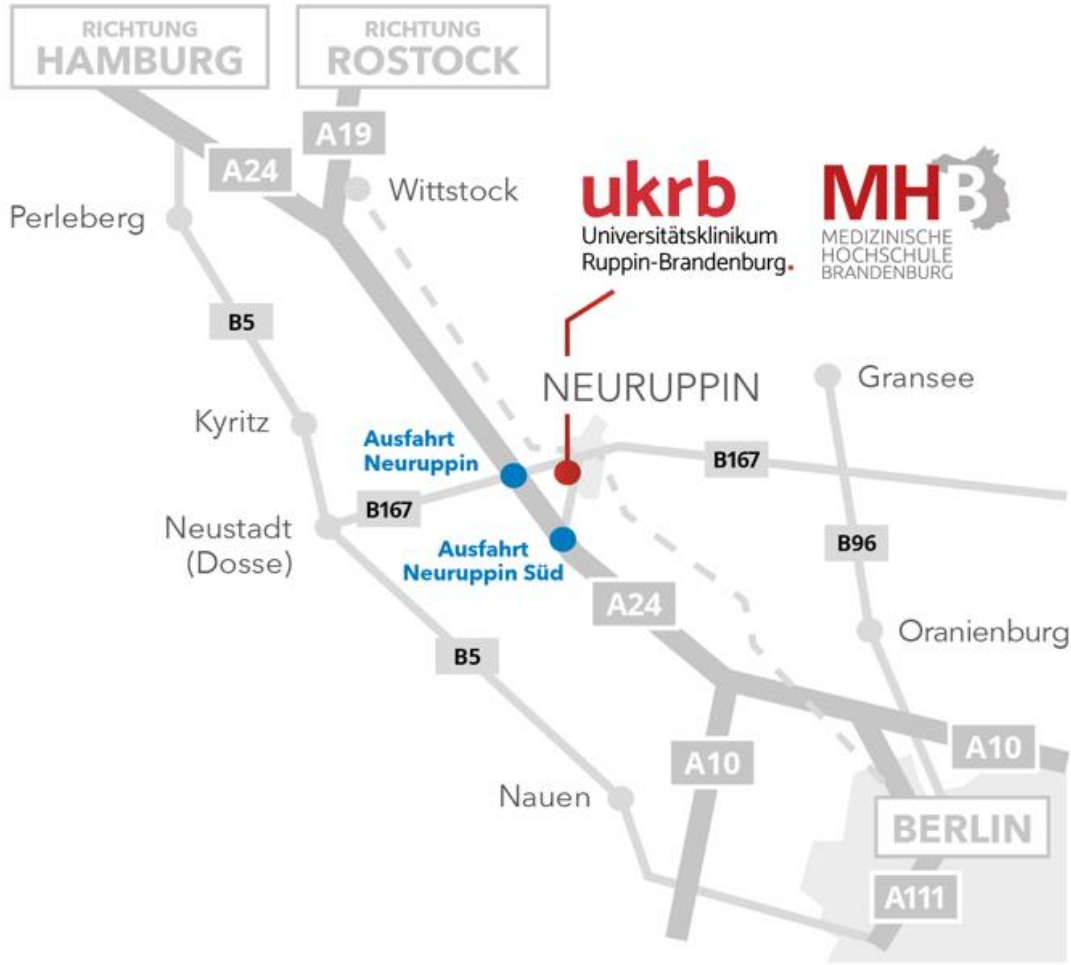 RICHTUNG
HAMBURG
RICHTUNG
ROSTOCK
A19
A24
Wittstock
Perleberg
ukrb
Universitätsklinikum
Ruppin-Brandenburg.
MHB
MEDIZINISCHE
HOCHSCHULE
BRANDENBURG
B5
NEURUPPIN
Gransee
Kyritz
Ausfahrt
Neuruppin
B167
B167
Neustadt
(Dosse)
Ausfahrt
Neuruppin Süd
B96
A24
Oranienburg
B5
A10
A10
Nauen
BERLIN
A111